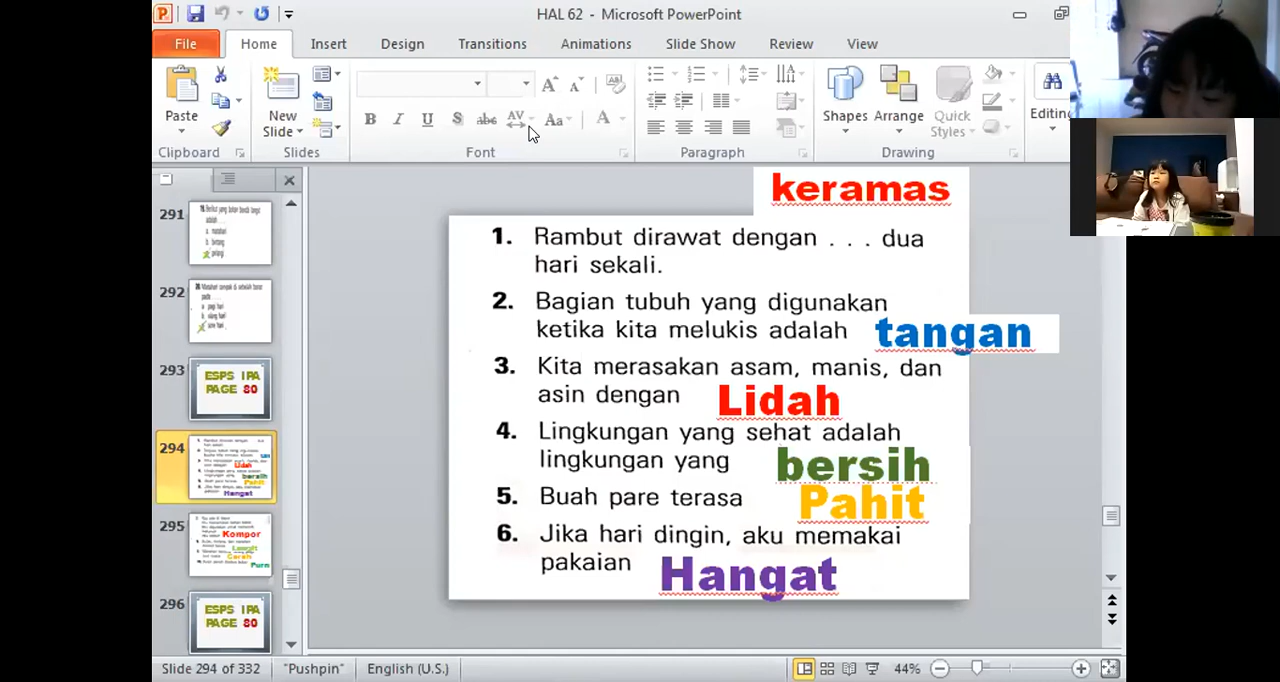 HAL 62 - Microsoft PowerPoint
File Home Insert Design Transitions Animations Slide Show Review View
Paste
New Slide
Shapes Arrange Quick Styles
Editing
Clipboard Slides Font Paragraph Drawing
291
292
293
ESPS IPA
PAGE 80
294
295
Kompor
296
ESPS IPA
PAGE 80
keramas
1. Rambut dirawat dengan . . . dua
hari sekali.
2. Bagian tubuh yang digunakan
ketika kita melukis adalah tangan
3. Kita merasakan asam, manis, dan
asin dengan Lidah
4. Lingkungan yang sehat adalah
lingkungan yang bersih
5. Buah pare terasa Pahit
6. Jika hari dingin, aku memakai
pakaian Hangat
Slide 294 of 332 "Pushpin" English (U.S.) 44%